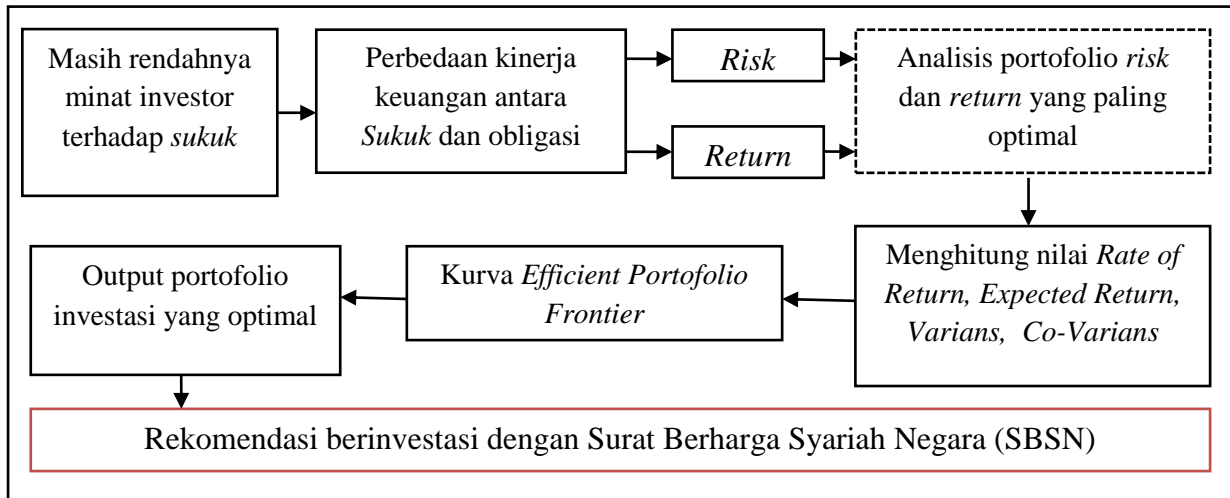 Masih rendahnya
minat investor
terhadap sukuk
Perbedaan kinerja
keuangan antara
Sukuk dan obligasi
Risk
Return
Analisis portofolio risk
dan return yang paling
optimal
Menghitung nilai Rate of
Return, Expected Return,
Varians, Co-Varians
Kurva Efficient Portofolio
Frontier
Output portofolio
investasi yang optimal
Rekomendasi berinvestasi dengan Surat Berharga Syariah Negara (SBSN)